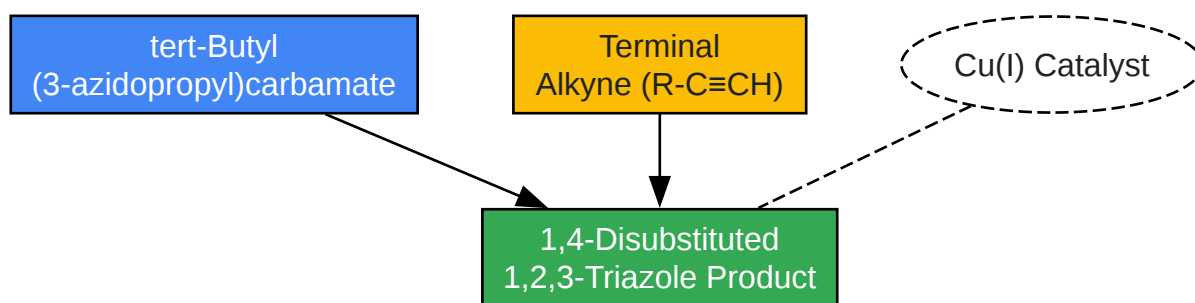 tert-Butyl
(3-azidopropyl)carbamate
Terminal
Alkyne (R-C≡CH)
Cu(I) Catalyst
1,4-Disubstituted
1,2,3-Triazole Product